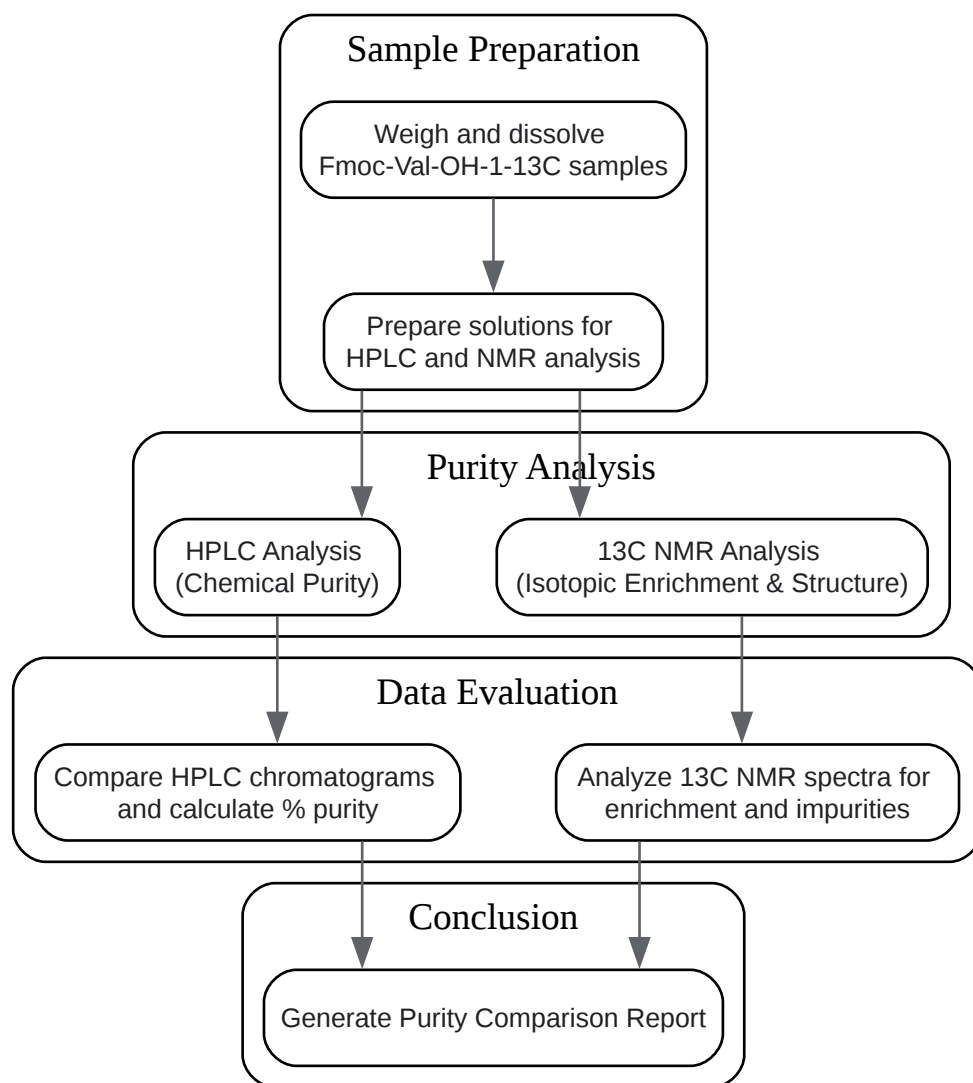 Sample Preparation
Weigh and dissolve
Fmoc-Val-OH-1-13C samples
Prepare solutions for
HPLC and NMR analysis
Purity Analysis
HPLC Analysis
(Chemical Purity)
13C NMR Analysis
(Isotopic Enrichment & Structure)
Data Evaluation
Compare HPLC chromatograms
and calculate % purity
Analyze 13C NMR spectra for
enrichment and impurities
Conclusion
Generate Purity Comparison Report